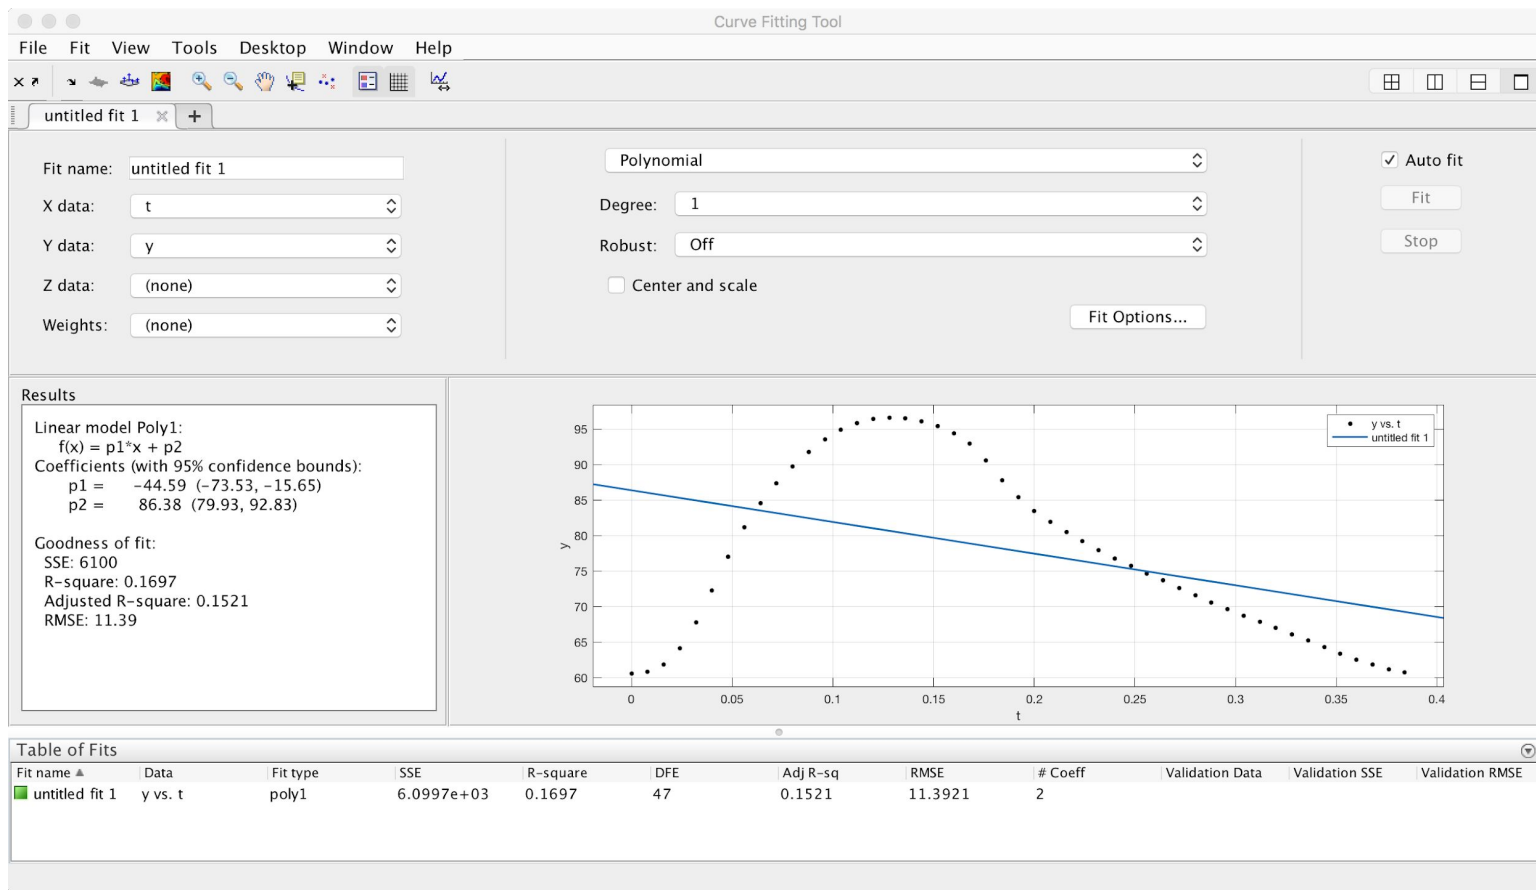 Curve Fitting Tool
File Fit View Tools Desktop Window Help
untitled fit 1
Fit name: untitled fit 1
X data: t
Y data: y
Z data: (none)
Weights: (none)
Polynomial
Degree: 1
Robust: Off
Center and scale
Fit Options...
Auto fit
Fit
Stop
Results
Linear model Poly1:
f(x) = p1*x + p2
Coefficients (with 95% confidence bounds):
p1 = -44.59 (-73.53, -15.65)
p2 = 86.38 (79.93, 92.83)
Goodness of fit:
SSE: 6100
R-square: 0.1697
Adjusted R-square: 0.1521
RMSE: 11.39
y vs. t
untitled fit 1
95
90
85
80
75
70
65
60
y
0 0.05 0.1 0.15 0.2 0.25 0.3 0.35 0.4
t
Table of Fits
Fit name Data Fit type SSE R-square DFE Adj R-sq RMSE # Coeff Validation Data Validation SSE Validation RMSE
untitled fit 1 y vs. t poly1 6.0997e+03 0.1697 47 0.1521 11.3921 2